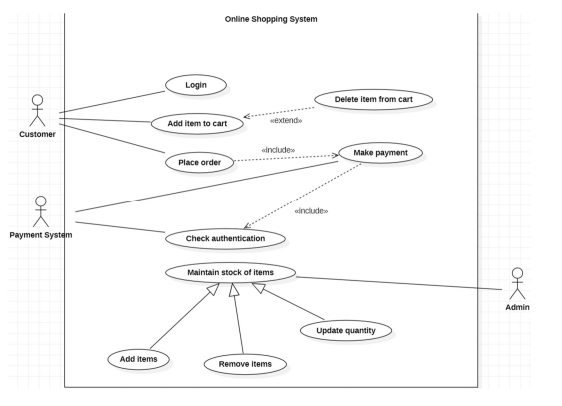 Online Shopping System
Login
Delete item from cart
Add item to cart
«extend»
Customer
«include»
Make payment
Place order
«include»
Payment System
Check authentication
Maintain stock of items
Admin
Update quantity
Add items
Remove items